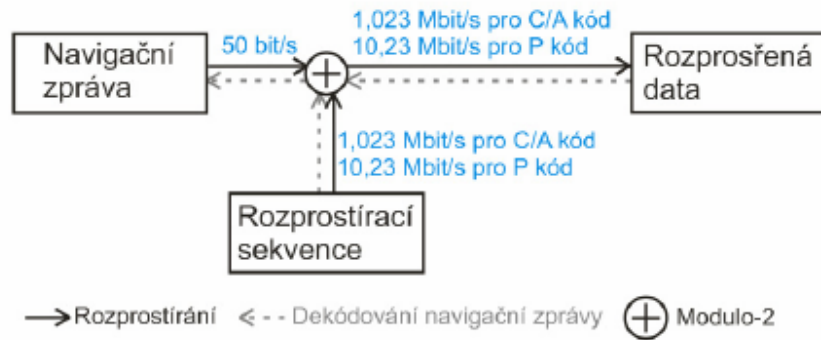 1,023 Mbit/s pro C/A kód
Navigační
zpráva
50 bit/s
10,23 Mbit/s pro P kód
Rozprosřená
data
1,023 Mbit/s pro C/A kód
10,23 Mbit/s pro P kód
Rozprostírací
sekvence
Rozprostírání
Dekódování navigační zprávy
Modulo-2